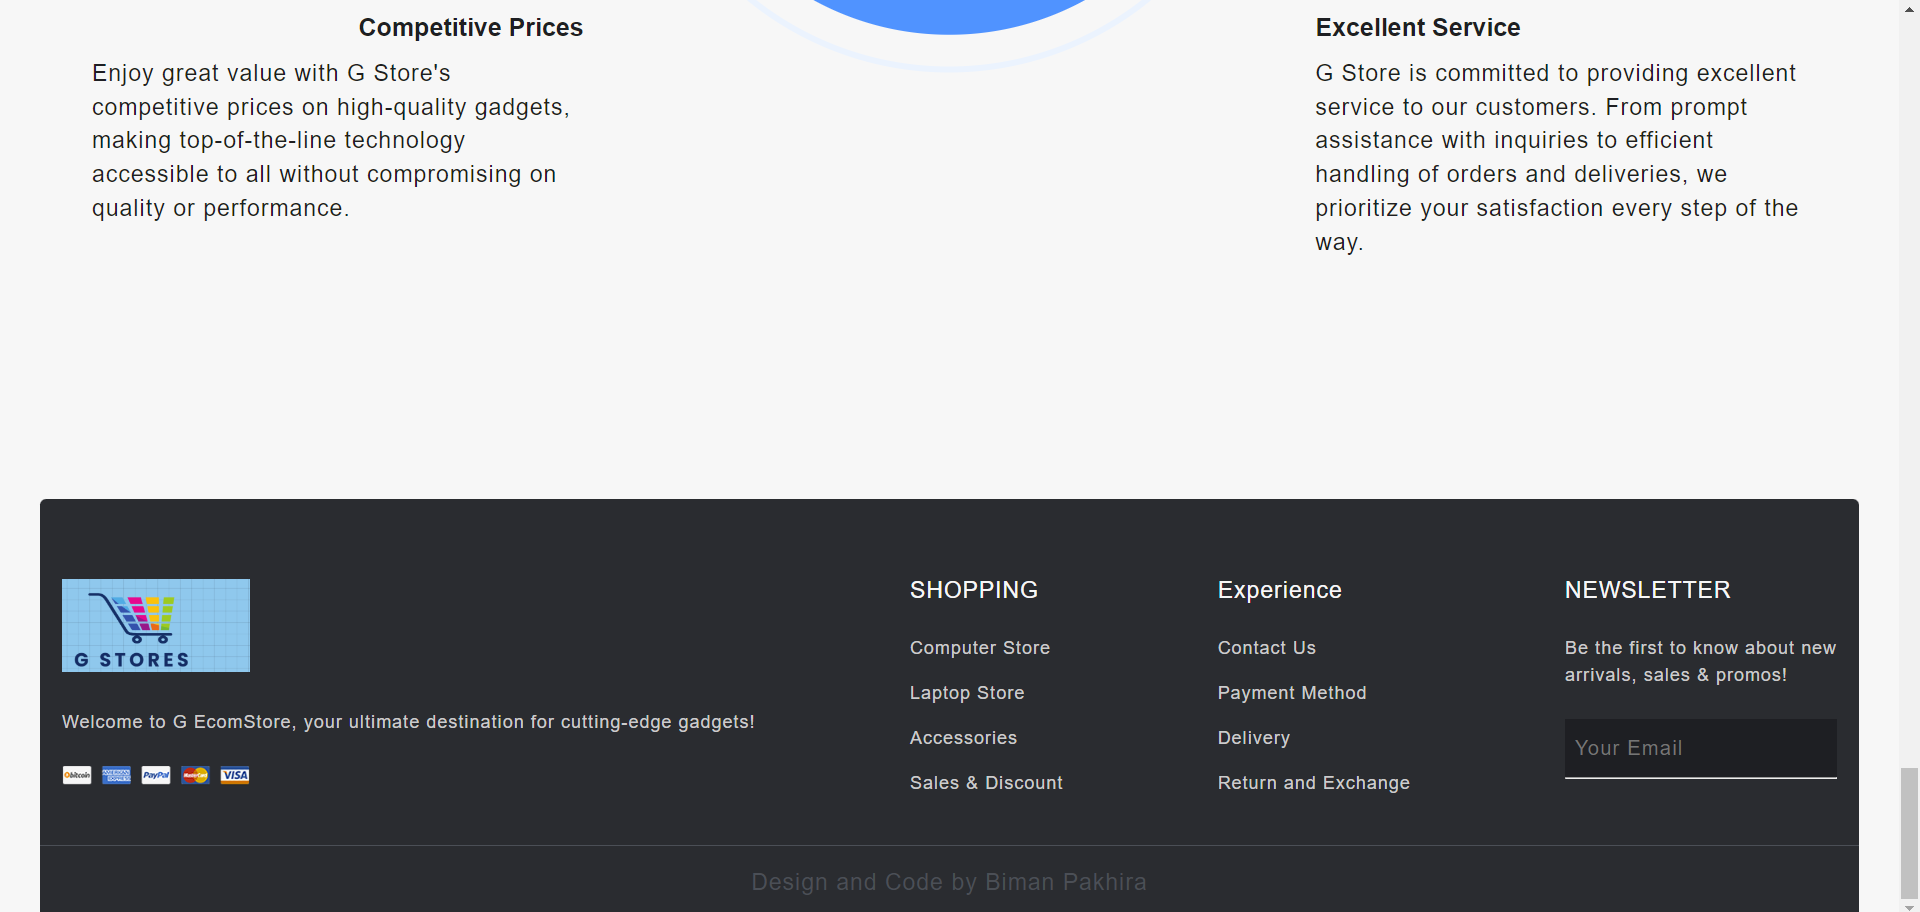 Competitive Prices
Enjoy great value with G Store's
competitive prices on high-quality gadgets,
making top-of-the-line technology
accessible to all without compromising on
quality or performance.
Excellent Service
G Store is committed to providing excellent
service to our customers. From prompt
assistance with inquiries to efficient
handling of orders and deliveries, we
prioritize your satisfaction every step of the
way.
G STORES
Welcome to G EcomStore, your ultimate destination for cutting-edge gadgets!
bitcoin
AMERICAN EXPRESS
PayPal
MasterCard
VISA
SHOPPING
Computer Store
Laptop Store
Accessories
Sales & Discount
Experience
Contact Us
Payment Method
Delivery
Return and Exchange
NEWSLETTER
Be the first to know about new
arrivals, sales & promos!
Your Email
Design and Code by Biman Pakhira